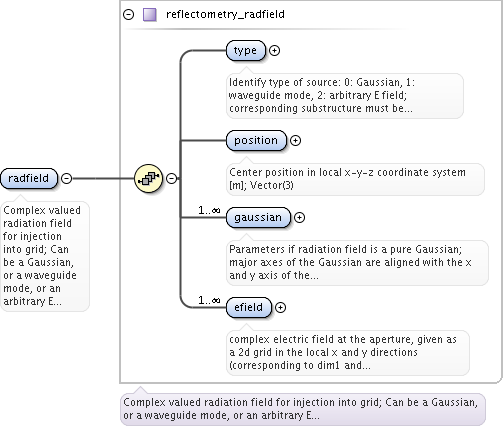 reflectometry_radfield
type
Identify type of source: 0: Gaussian, 1:
waveguide mode, 2: arbitrary E field;
corresponding substructure must be...
position
Center position in local x-y-z coordinate system
[m]; Vector(3)
radfield
Complex valued
radiation field
for injection
into grid; Can
be a Gaussian,
or a waveguide
mode, or an
arbitrary E...
1..∞
gaussian
Parameters if radiation field is a pure Gaussian;
major axes of the Gaussian are aligned with the x
and y axis of the...
1..∞
efield
complex electric field at the aperture, given as
a 2d grid in the local x and y directions
(corresponding to dim1 and...
Complex valued radiation field for injection into grid; Can be a Gaussian,
or a waveguide mode, or an arbitrary E...